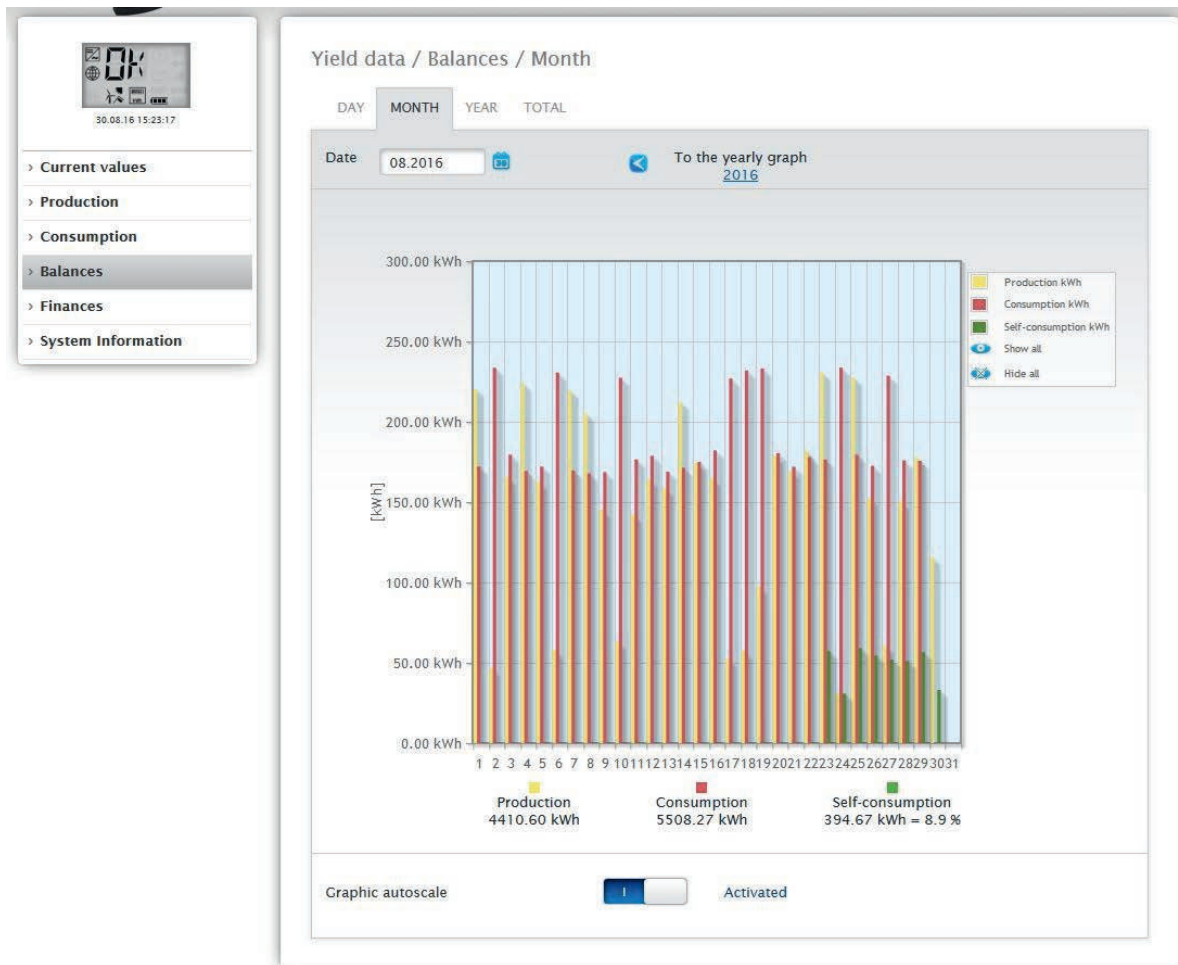 OK
30.08.16 15:23:17
› Current values
› Production
› Consumption
› Balances
› Finances
› System Information
Yield data / Balances / Month
DAY MONTH YEAR TOTAL
Date 08.2016 30 To the yearly graph
2016
300.00 kWh
250.00 kWh
200.00 kWh
150.00 kWh
100.00 kWh
50.00 kWh
0.00 kWh
[kWh]
Production kWh
Consumption kWh
Self-consumption kWh
Show all
Hide all
1 2 3 4 5 6 7 8 9 10 11 12 13 14 15 16 17 18 19 20 21 22 23 24 25 26 27 28 29 30 31
Production Consumption Self-consumption
4410.60 kWh 5508.27 kWh 394.67 kWh = 8.9 %
Graphic autoscale I Activated